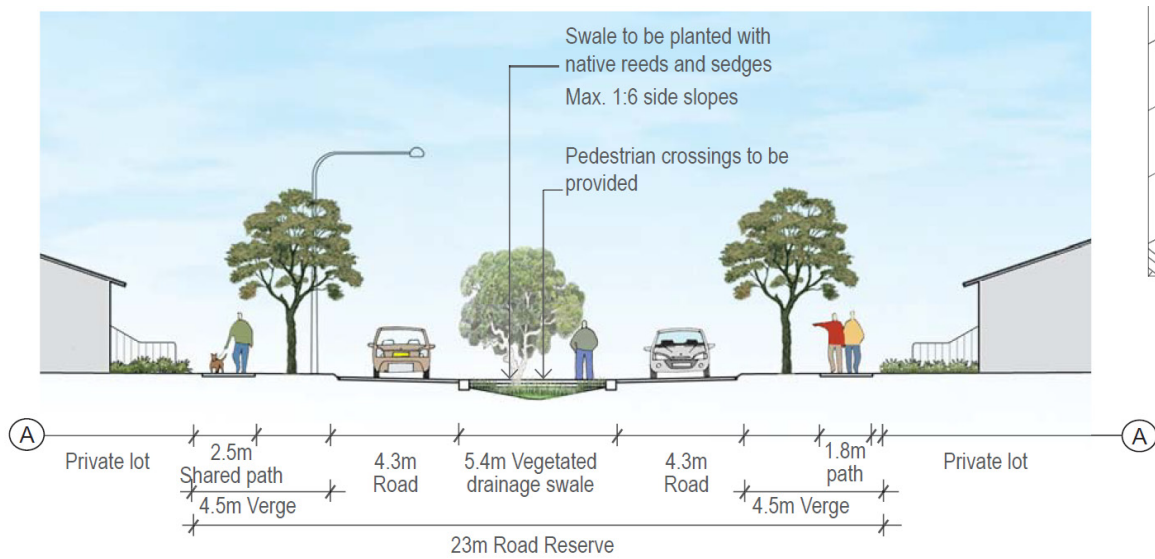 Swale to be planted with
native reeds and sedges
Max. 1:6 side slopes
Pedestrian crossings to be
provided
A
A
Private lot
2.5m
Shared path
4.3m
Road
5.4m Vegetated
drainage swale
4.3m
Road
1.8m
path
Private lot
4.5m Verge
4.5m Verge
23m Road Reserve